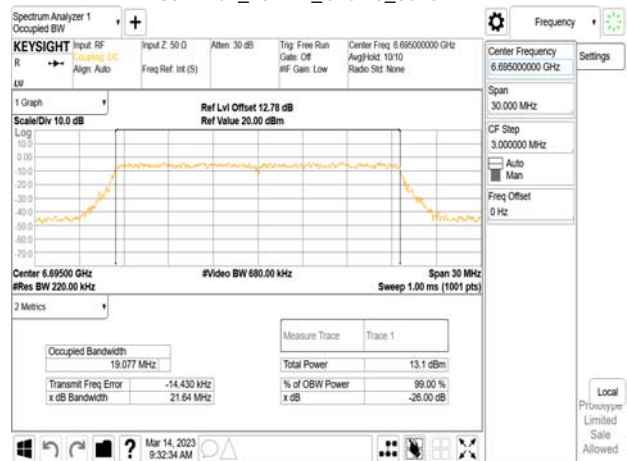 Spectrum Analyzer 1
Occupied BW
Frequency
KEYSIGHT
Input: RF
Coupling: DC
Align: Auto
Input Z: 50 Ω
Freq Ref: Int (S)
Atten: 30 dB
Trig: Free Run
Gate: Off
#IF Gain: Low
Center Freq: 6.695000000 GHz
Avg|Hold: 10/10
Radio Std: None
R
LVI
Center Frequency
6.695000000 GHz
Settings
Span
30.000 MHz
CF Step
3.000000 MHz
Auto
Man
Freq Offset
0 Hz
1 Graph
Scale/Div 10.0 dB
Ref Lvl Offset 12.78 dB
Ref Value 20.00 dBm
Log
10.0
0.00
-10.0
-20.0
-30.0
-40.0
-50.0
-60.0
-70.0
Center 6.69500 GHz
#Res BW 220.00 kHz
#Video BW 680.00 kHz
Span 30 MHz
Sweep 1.00 ms (1001 pts)
2 Metrics
Measure Trace
Trace 1
Occupied Bandwidth
19.077 MHz
Total Power
13.1 dBm
Transmit Freq Error
-14.430 kHz
% of OBW Power
99.00 %
x dB Bandwidth
21.64 MHz
x dB
-26.00 dB
Local
Prototype
Limited
Sale
Allowed
?
Mar 14, 2023
9:32:34 AM